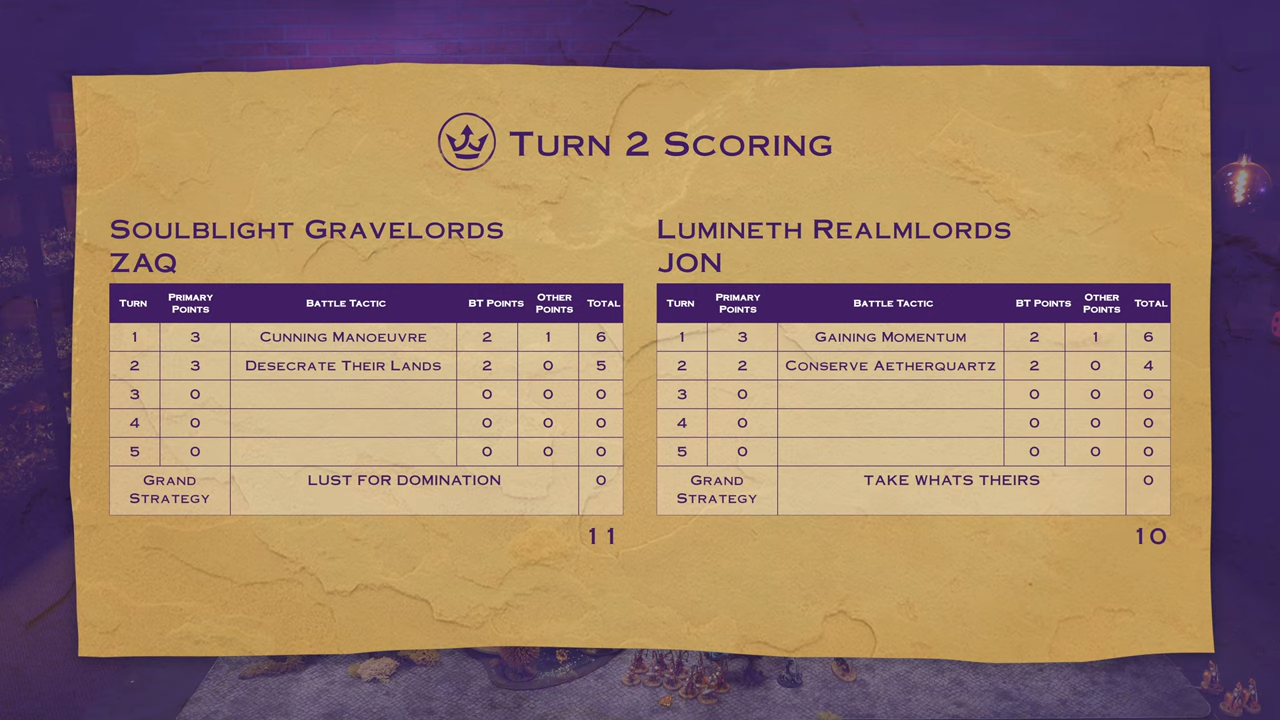 Turn 2 Scoring
Soulblight Gravelords
ZAQ
Turn Primary Points Battle Tactic BT Points Other Points Total
1 3 Cunning Manoeuvre 2 1 6
2 3 Desecrate Their Lands 2 0 5
3 0 0 0 0
4 0 0 0 0
5 0 0 0 0
Grand Strategy LUST FOR DOMINATION 0
11
Lumineth Realmlords
JON
Turn Primary Points Battle Tactic BT Points Other Points Total
1 3 Gaining Momentum 2 1 6
2 2 Conserve Aetherquartz 2 0 4
3 0 0 0 0
4 0 0 0 0
5 0 0 0 0
Grand Strategy TAKE WHATS THEIRS 0
10